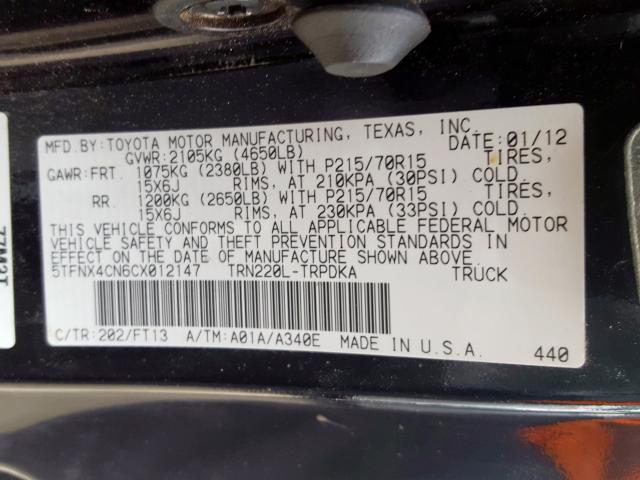 MFD.BY:TOYOTA MOTOR MANUFACTURING, TEXAS, INC.
GVWR:2105KG (4650LB) DATE:01/12
GAWR:FRT. 1075KG (2380LB) WITH P215/70R15 TIRES,
15X6J RIMS, AT 210KPA (30PSI) COLD.
RR. 1200KG (2650LB) WITH P215/70R15 TIRES,
15X6J RIMS, AT 230KPA (33PSI) COLD.
THIS VEHICLE CONFORMS TO ALL APPLICABLE FEDERAL MOTOR
VEHICLE SAFETY AND THEFT PREVENTION STANDARDS IN
EFFECT ON THE DATE OF MANUFACTURE SHOWN ABOVE.
5TFNX4CN6CX012147 TRN220L-TRPDKA TRUCK
C/TR:202/FT13 A/TM:A01A/A340E MADE IN U.S.A. 440